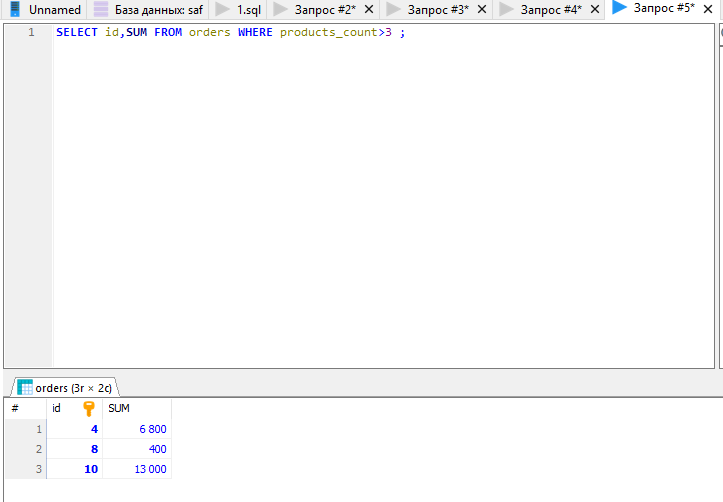 Unnamed База данных: saf 1.sql Запрос #2* Запрос #3* Запрос #4* Запрос #5*
1 SELECT id,SUM FROM orders WHERE products_count>3 ;
orders (3r × 2c)
# id SUM
1 4 6 800
2 8 400
3 10 13 000